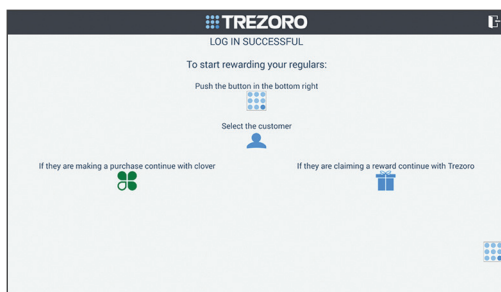 TREZORO
LOG IN SUCCESSFUL
To start rewarding your regulars:
Push the button in the bottom right
Select the customer
If they are making a purchase continue with clover
If they are claiming a reward continue with Trezoro